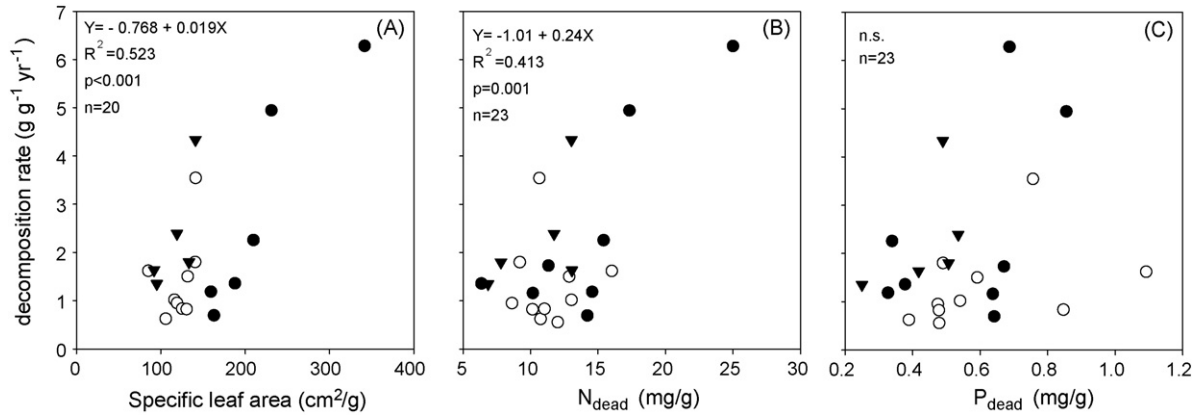 decomposition rate (g g⁻¹ yr⁻¹)
7
6
5
4
3
2
1
0
Y= - 0.768 + 0.019X
R² =0.523
p<0.001
n=20
(A)
0 100 200 300 400
Specific leaf area (cm²/g)
Y= -1.01 + 0.24X
R² =0.413
p=0.001
n=23
(B)
5 10 15 20 25 30
N_dead (mg/g)
n.s.
n=23
(C)
0.2 0.4 0.6 0.8 1.0 1.2
P_dead (mg/g)